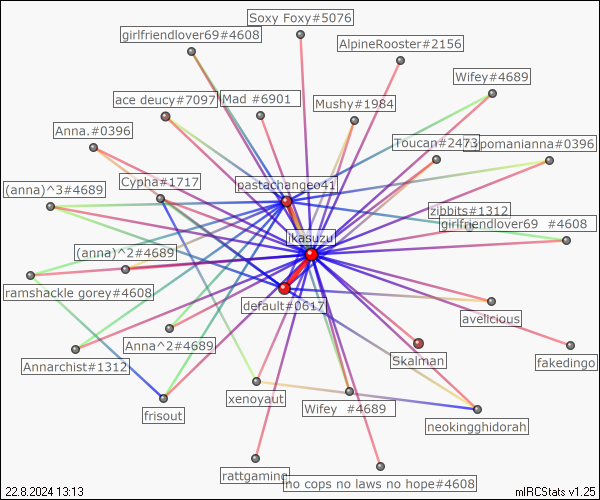 Soxy Foxy#5076
girlfriendlover69#4608
AlpineRooster#2156
Wifey#4689
ace deucy#7097
Mad #6901
Mushy#1984
Anna.#0396
Toucan#2473
pomanianna#0396
(anna)^3#4689
Cypha#1717
pastachangeo41
zibbits#1312
girlfriendlover69 #4608
ikasuzu
(anna)^2#4689
ramshackle gorey#4608
default#0617
avelicious
Anna^2#4689
Skalman
Annarchist#1312
fakedingo
xenoyaut
Wifey #4689
frisout
neokingghidorah
rattgaming
no cops no laws no hope#4608
22.8.2024 13:13
mIRCStats v1.25